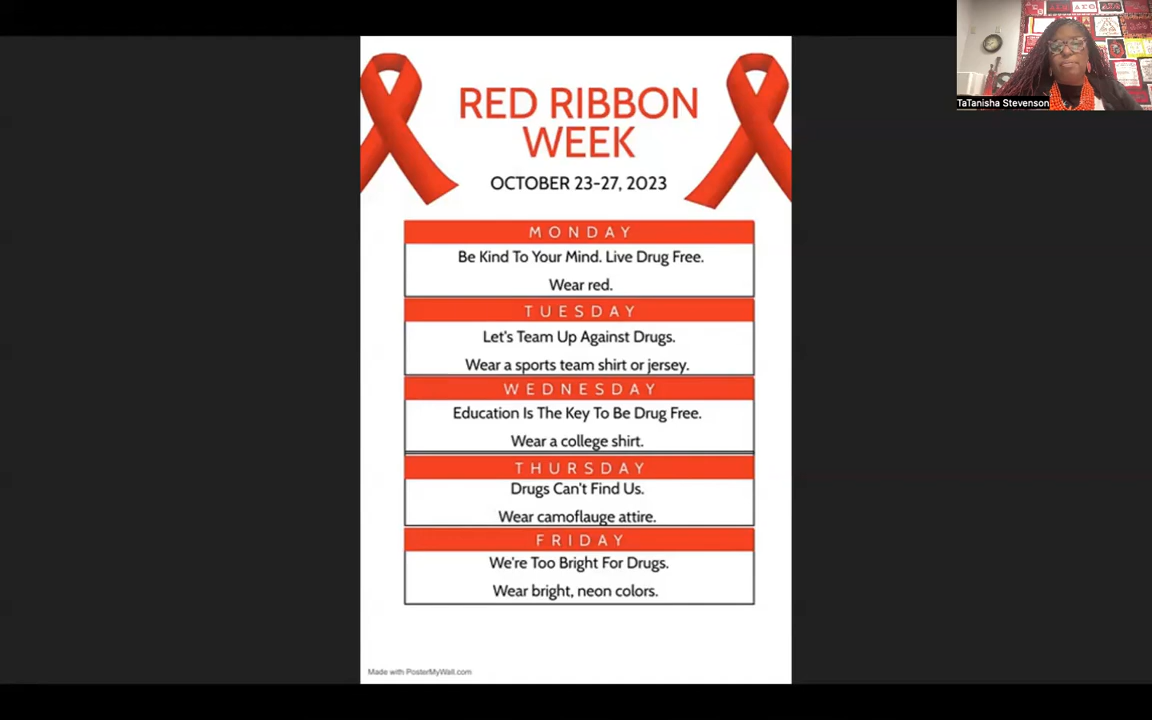 TaTanisha Stevenson
RED RIBBON
WEEK
OCTOBER 23-27, 2023
MONDAY
Be Kind To Your Mind. Live Drug Free.
Wear red.
TUESDAY
Let's Team Up Against Drugs.
Wear a sports team shirt or jersey.
WEDNESDAY
Education Is The Key To Be Drug Free.
Wear a college shirt.
THURSDAY
Drugs Can't Find Us.
Wear camoflauge attire.
FRIDAY
We're Too Bright For Drugs.
Wear bright, neon colors.
Made with PosterMyWall.com